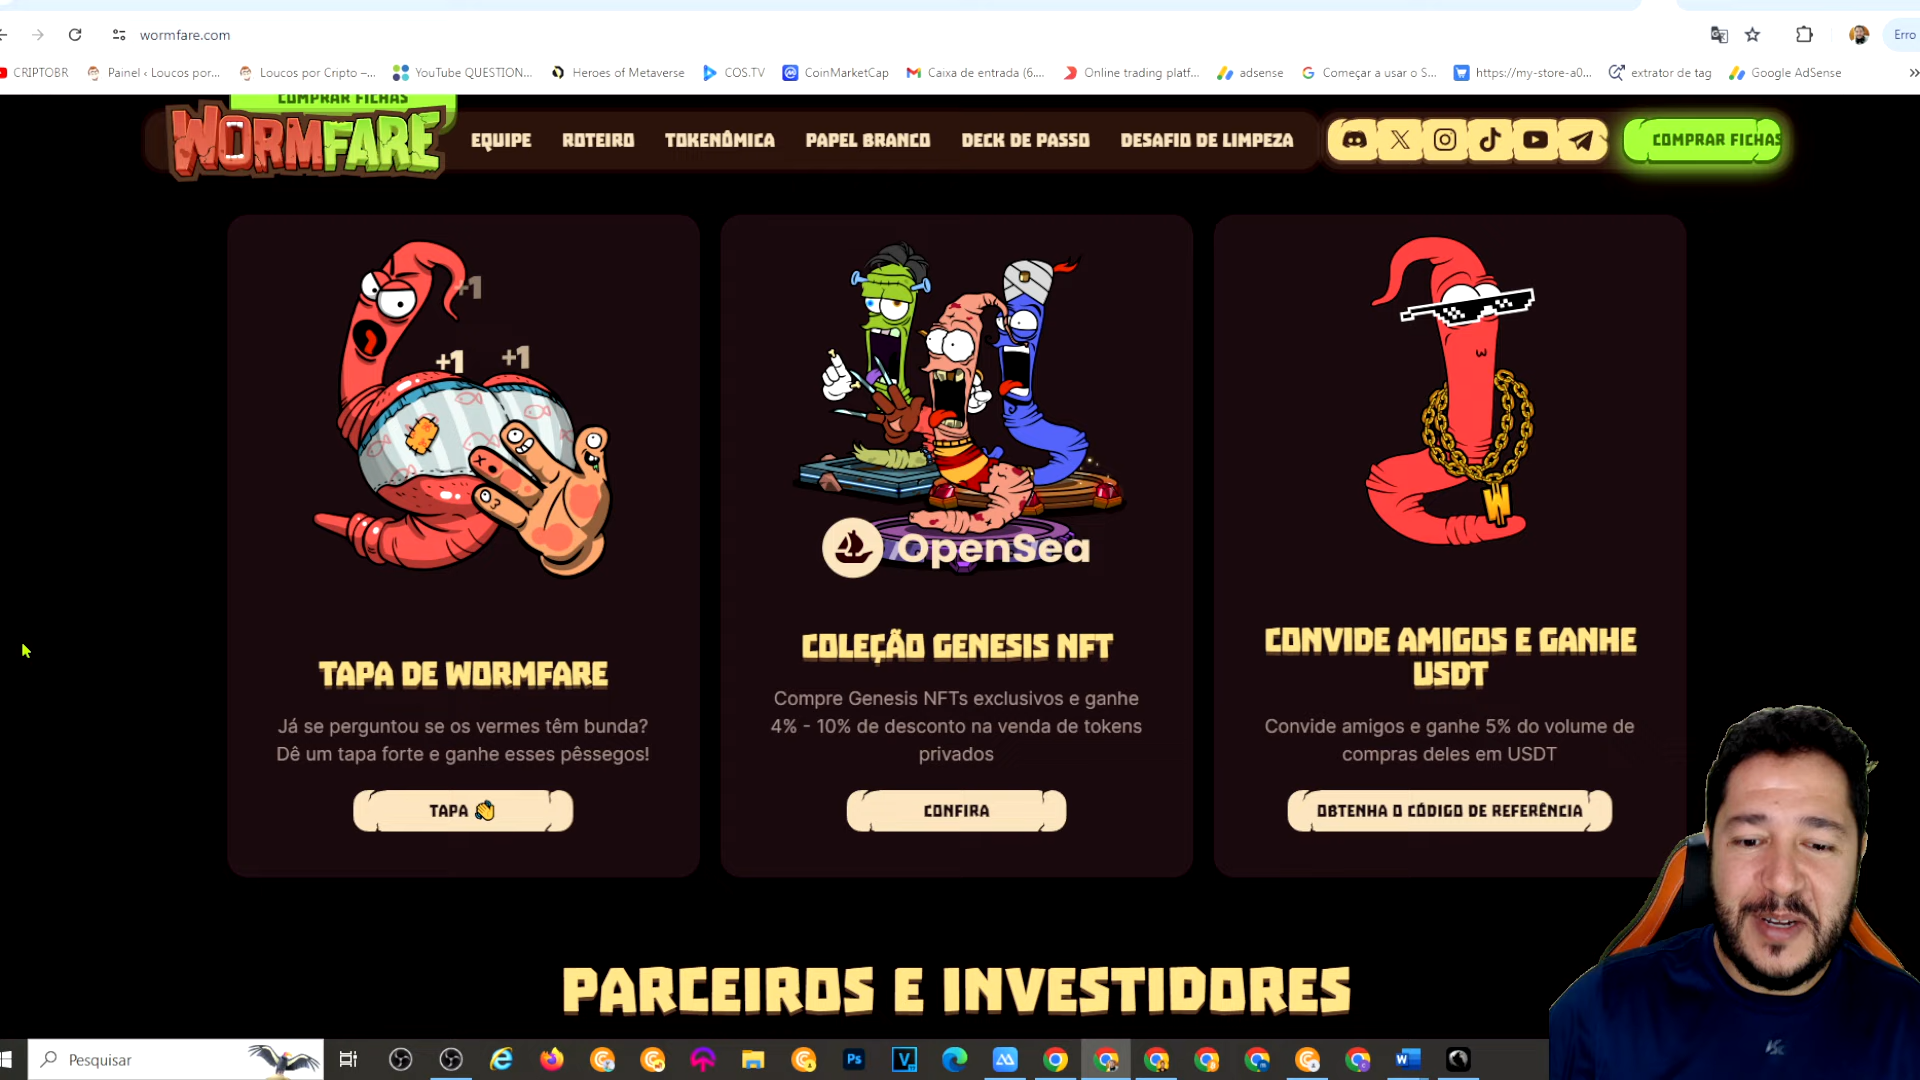 wormfare.com
Erro
CRIPTOBR
Painel ‹ Loucos por...
Loucos por Cripto –...
YouTube QUESTION...
Heroes of Metaverse
COS.TV
CoinMarketCap
Caixa de entrada (6....
Online trading platf...
adsense
Começar a usar o S...
https://my-store-a0...
extrator de tag
Google AdSense
COMPRAR FICHAS
WORMFARE
EQUIPE
ROTEIRO
TOKENÔMICA
PAPEL BRANCO
DECK DE PASSO
DESAFIO DE LIMPEZA
COMPRAR FICHAS
+1
+1
+1
W
OpenSea
TAPA DE WORMFARE
Já se perguntou se os vermes têm bunda?
Dê um tapa forte e ganhe esses pêssegos!
TAPA
COLEÇÃO GENESIS NFT
Compre Genesis NFTs exclusivos e ganhe
4% - 10% de desconto na venda de tokens
privados
CONFIRA
CONVIDE AMIGOS E GANHE
USDT
Convide amigos e ganhe 5% do volume de
compras deles em USDT
OBTENHA O CÓDIGO DE REFERÊNCIA
PARCEIROS E INVESTIDORES
Pesquisar